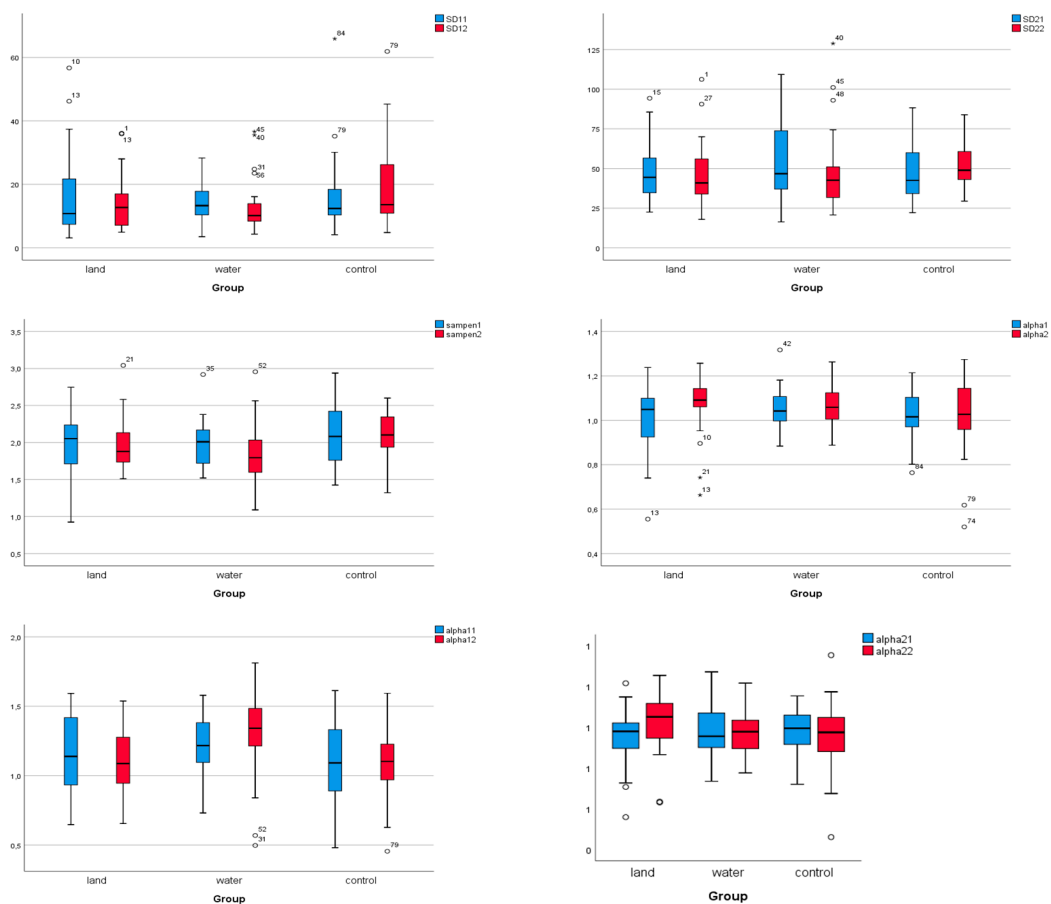 SD11
SD12
84
79
10
60
13
40
1
13
45
40
79
31
56
20
0
land water control
Group
SD21
SD22
40
125
1
45
15
27
48
100
75
50
25
0
land water control
Group
sampen1
sampen2
3,5
21
35
52
3,0
2,5
2,0
1,5
1,0
0,5
land water control
Group
alpha1
alpha2
1,4
42
1,2
1,0
10
0,8
84
21
13
79
0,6
13
74
0,4
land water control
Group
alpha11
alpha12
2,0
1,5
1,0
52
0,5
31
79
land water control
Group
alpha21
alpha22
1
1
1
1
1
0
land water control
Group